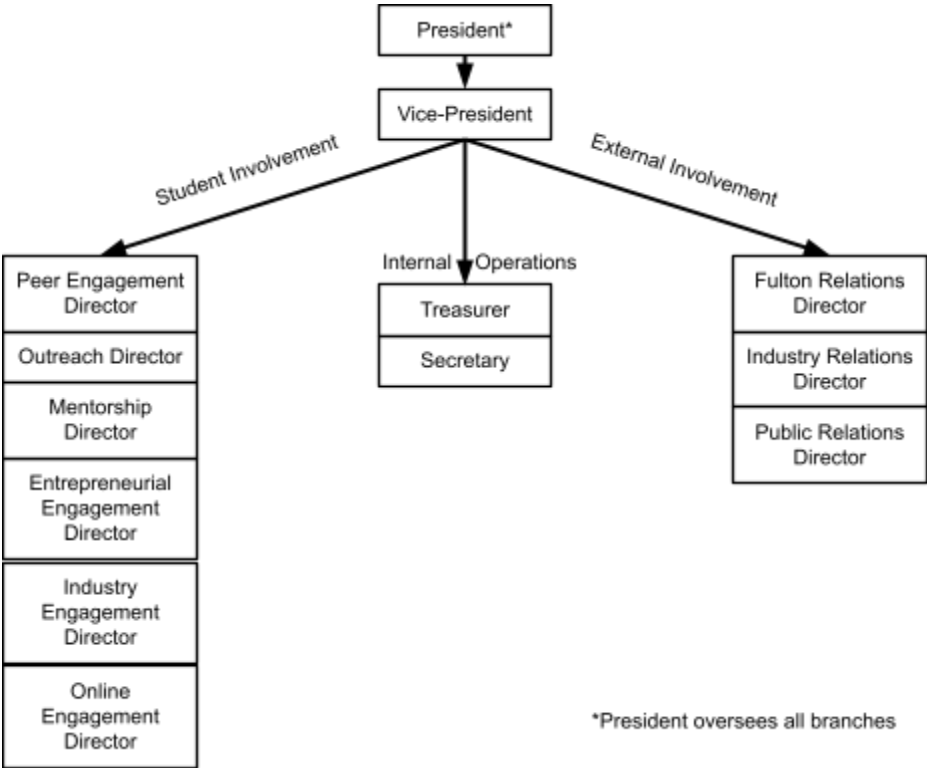 President*
Vice-President
Student Involvement
External Involvement
Internal Operations
Peer Engagement
Director
Outreach Director
Mentorship
Director
Entrepreneurial
Engagement
Director
Industry
Engagement
Director
Online
Engagement
Director
Treasurer
Secretary
Fulton Relations
Director
Industry Relations
Director
Public Relations
Director
*President oversees all branches